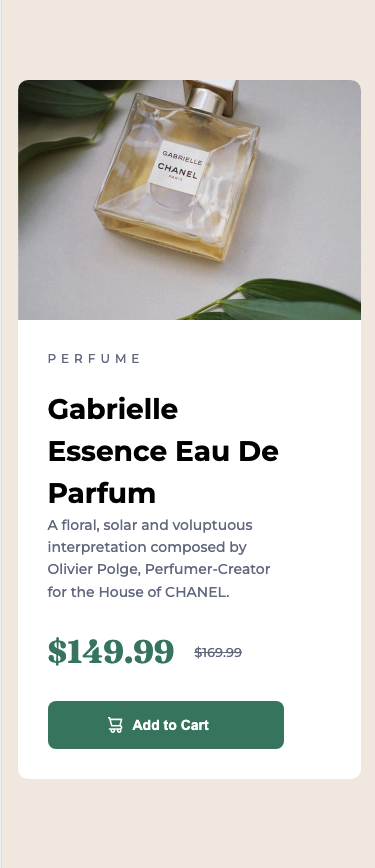 GABRIELLE
CHANEL
PARIS
PERFUME
Gabrielle
Essence Eau De
Parfum
A floral, solar and voluptuous
interpretation composed by
Olivier Polge, Perfumer-Creator
for the House of CHANEL.
$149.99 $169.99
Add to Cart